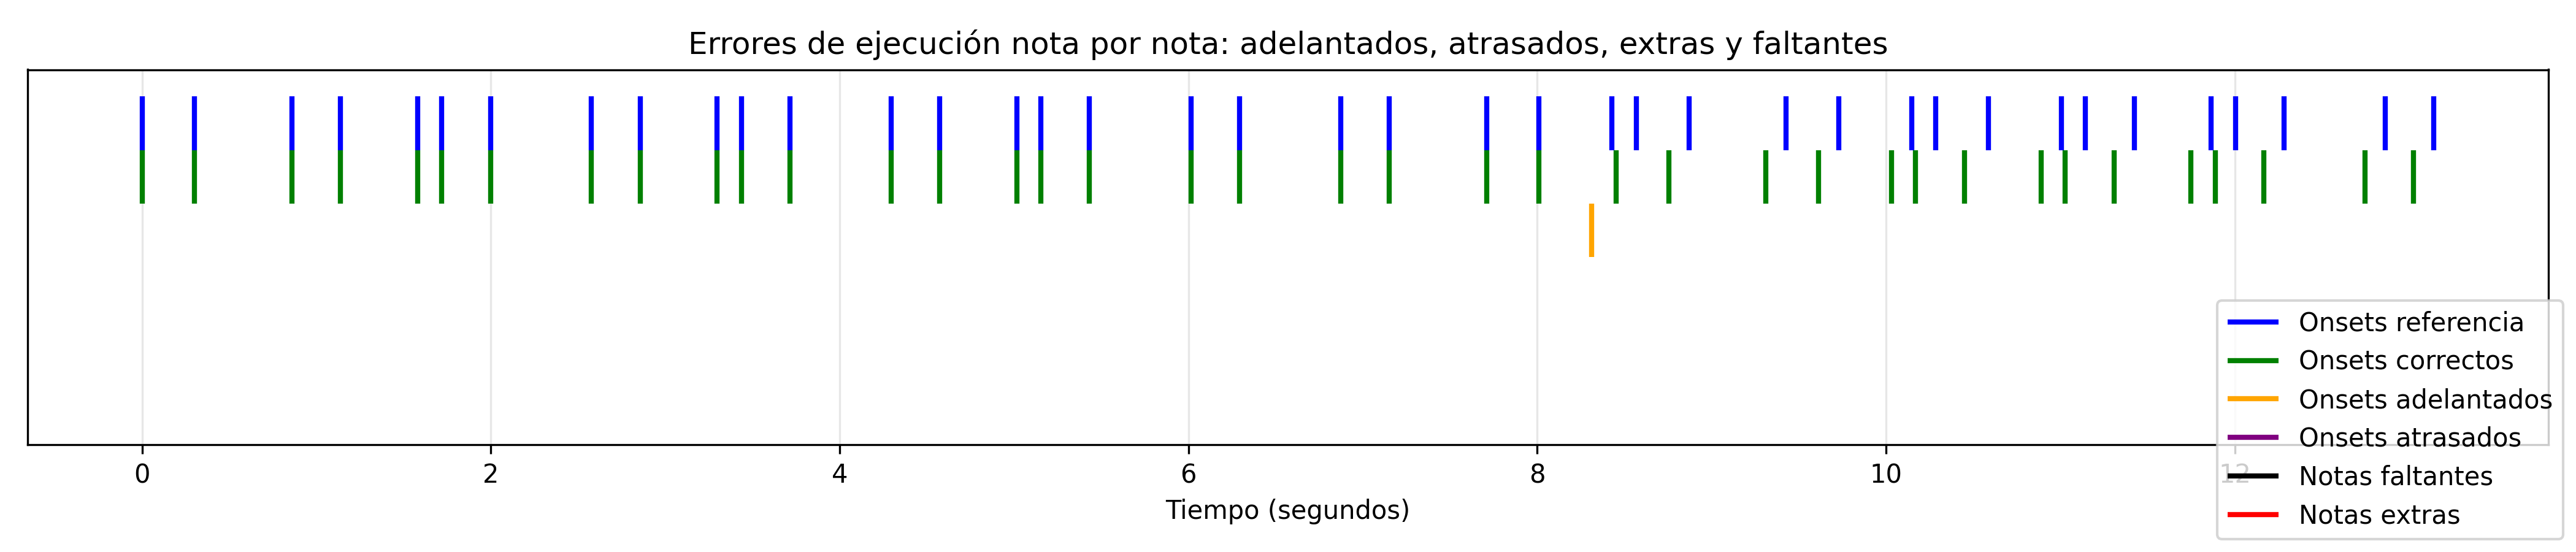 Errores de ejecución nota por nota: adelantados, atrasados, extras y faltantes
Onsets referencia
Onsets correctos
Onsets adelantados
Onsets atrasados
Notas faltantes
Notas extras
0 2 4 6 8 10 12
Tiempo (segundos)